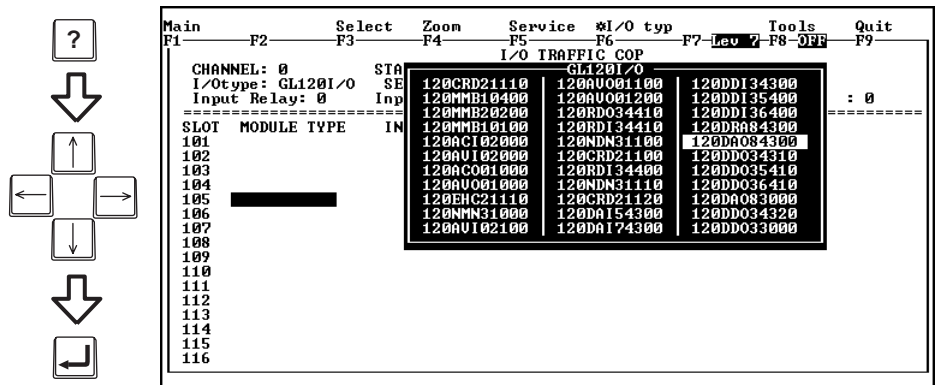 ?
Main Select Zoom Service *I/O typ Tools Quit
F1 F2 F3 F4 F5 F6 F7-Lev 7-F8-OFF F9
I/O TRAFFIC COP
CHANNEL: 0 STA GL120I/O
I/Otype: GL120I/O SE 120CRD21110 120AVO01100 120DDI34300
Input Relay: 0 Inp 120MMB10400 120AVO01200 120DDI35400 : 0
120MMB20200 120RDO34410 120DDI36400
SLOT MODULE TYPE IN 120MMB10100 120RDI34410 120DRA84300
101 120ACI02000 120NDN31100 120DAO84300
102 120AVI02000 120CRD21100 120DDO34310
103 120ACO01000 120RDI34400 120DDO35410
104 120AVO01000 120NDN31110 120DDO36410
105 120EHC21110 120CRD21120 120DAO83000
106 120NMN31000 120DAI54300 120DDO34320
107 120AVI02100 120DAI74300 120DDO33000
108
109
110
111
112
113
114
115
116